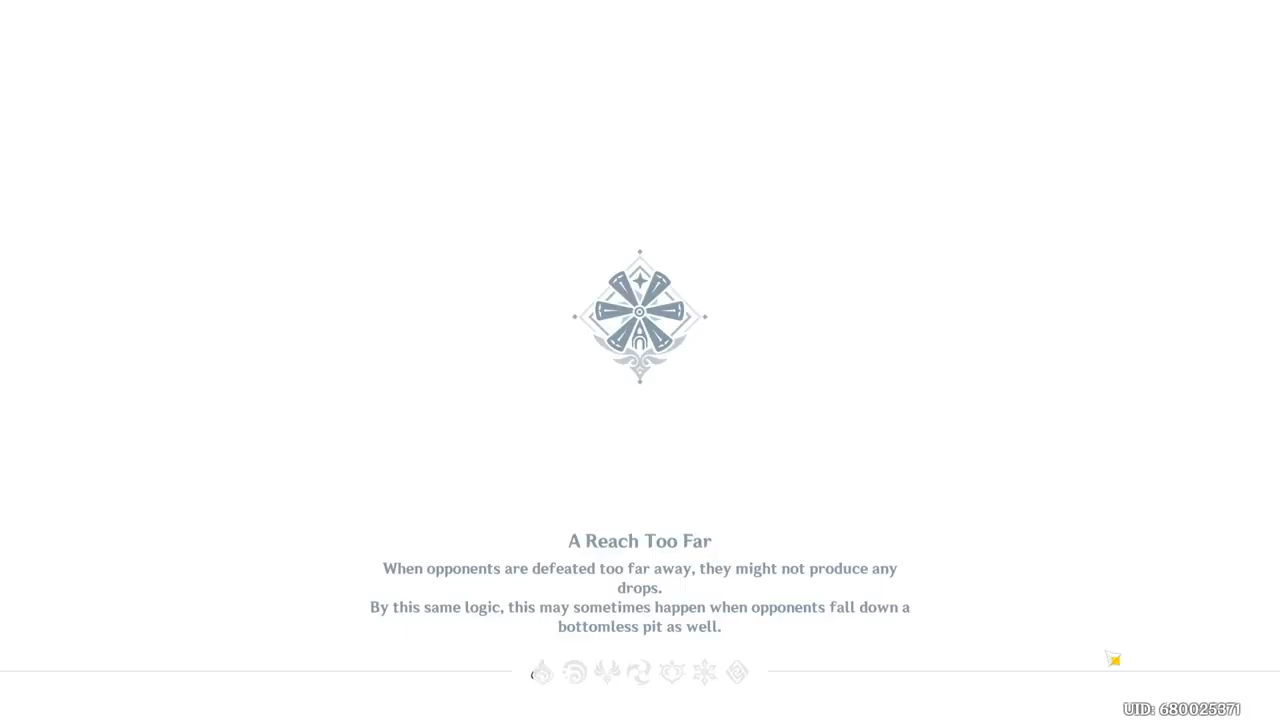 A Reach Too Far
When opponents are defeated too far away, they might not produce any
drops.
By this same logic, this may sometimes happen when opponents fall down a
bottomless pit as well.
UID: 680025371